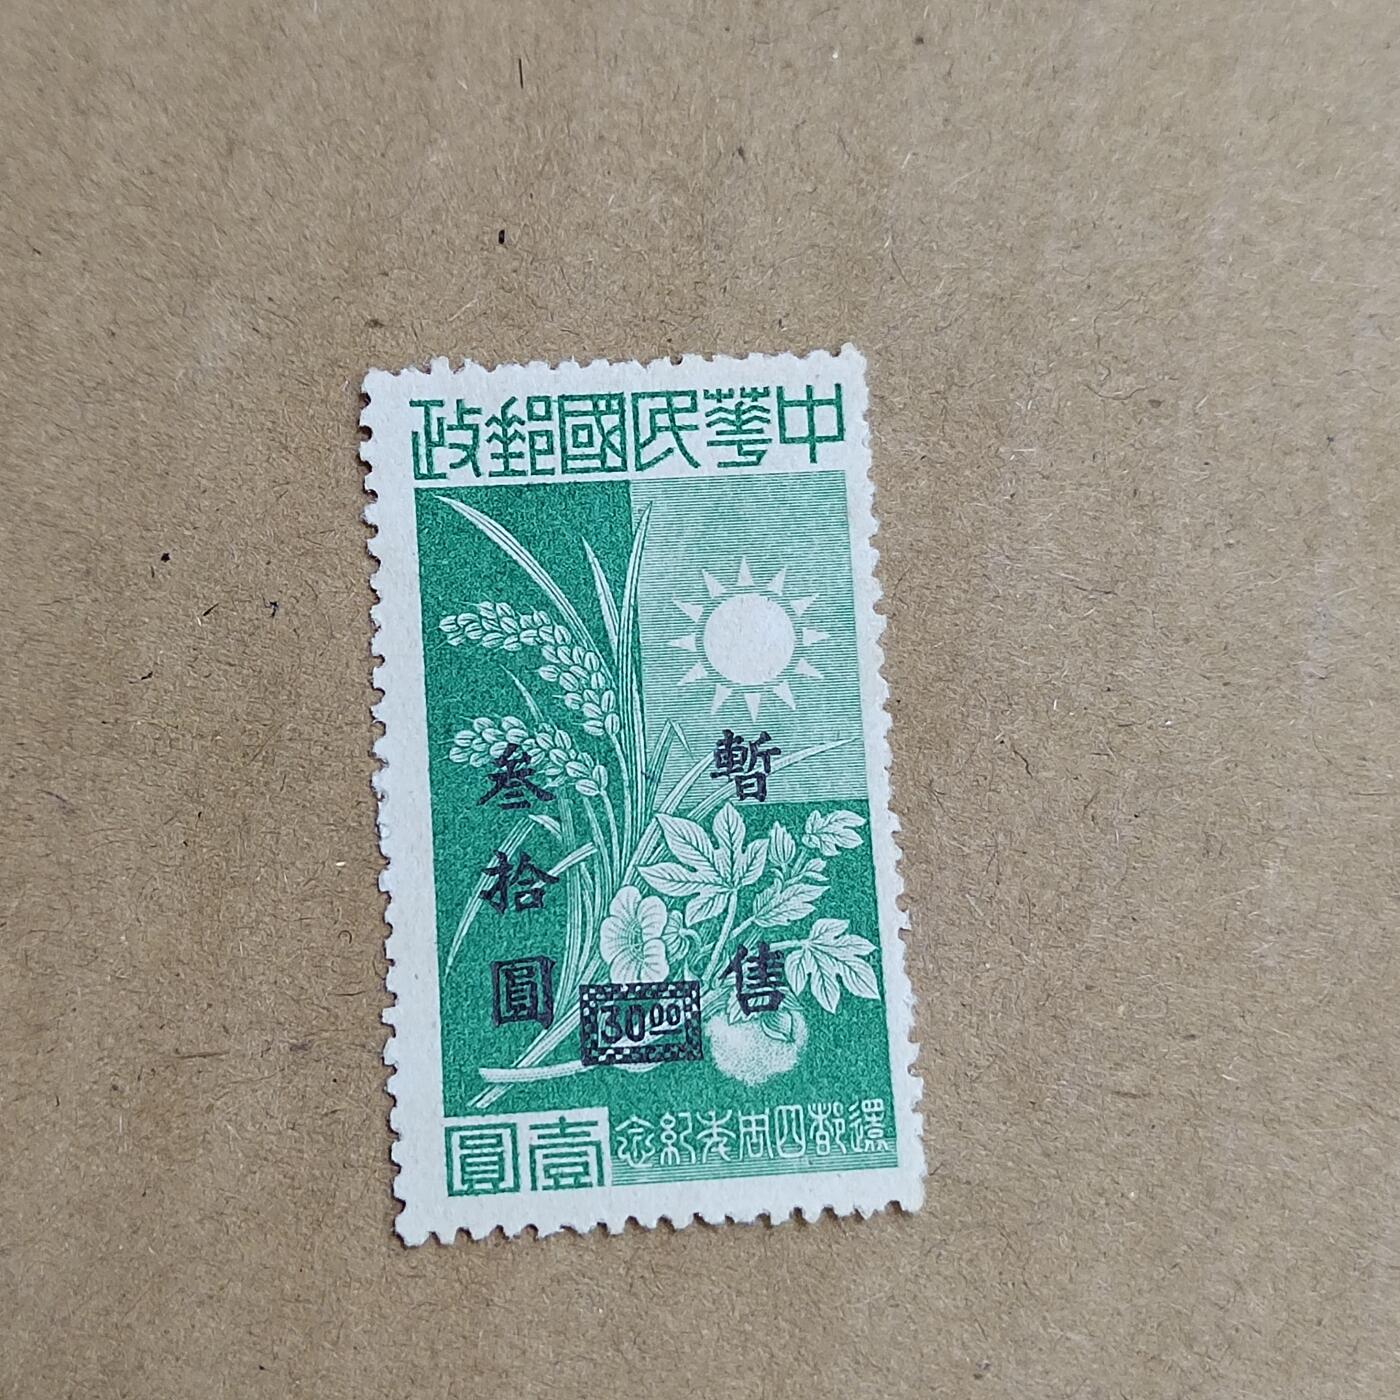 中華民國郵政
暫售
叁拾圓
30.00
還都四周年紀念
壹圓